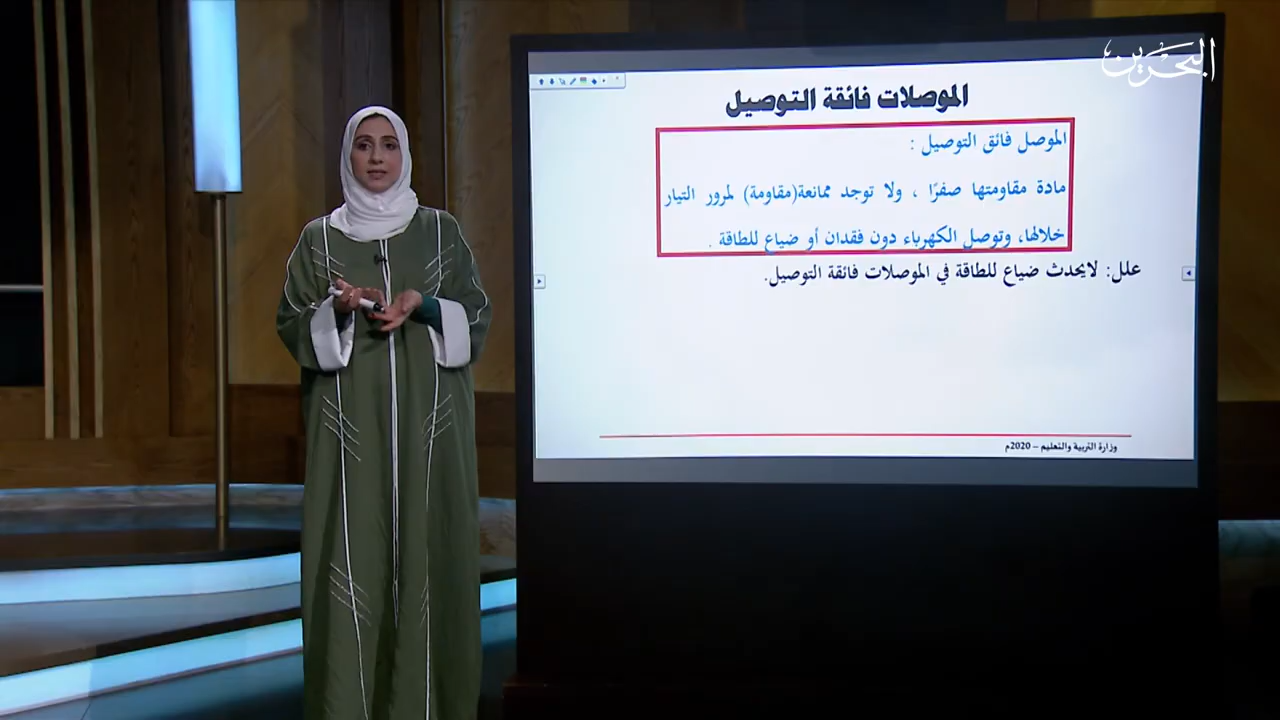 البحرين
الموصلات فائقة التوصيل
الموصل فائق التوصيل :
مادة مقاومتها صفرًا ، ولا توجد ممانعة(مقاومة) لمرور التيار
خلالها، وتوصل الكهرباء دون فقدان أو ضياع للطاقة .
علل: لايحدث ضياع للطاقة في الموصلات فائقة التوصيل.
وزارة التربية والتعليم – 2020م